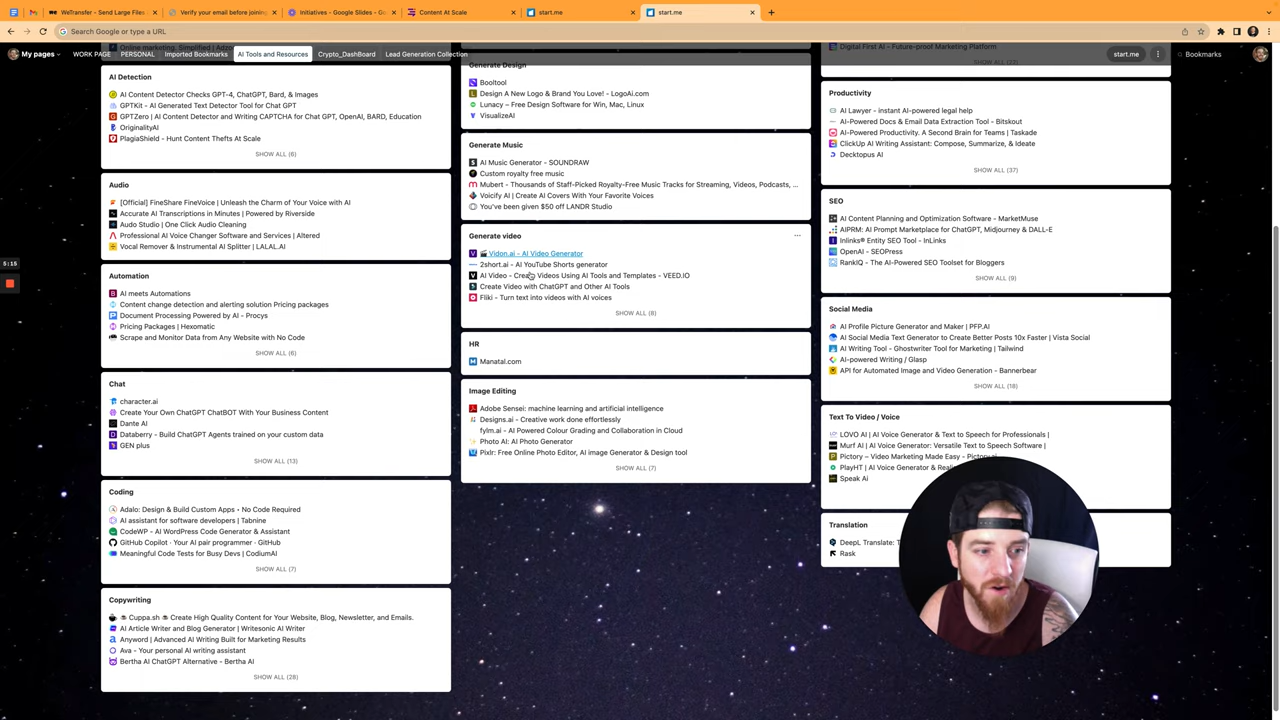 WeTransfer - Send Large Files
Verify your email before joining
Initiatives - Google Slides - G
Content AI Scale
start.me
start.me
Search Google or type a URL
My pages
WORK PAGE
PERSONAL
Imported Bookmarks
AI Tools and Resources
Crypto_DashBoard
Lead Generation Collection
start.me
Bookmarks
5:15
AI Detection
AI Content Detector Checks GPT-4, ChatGPT, Bard, & Images
GPTKit - AI Generated Text Detector Tool for Chat GPT
GPTZero | AI Content Detector and Writing CAPTCHA for Chat GPT, OpenAI, BARD, Education
OriginalityAI
PlagiaShield - Hunt Content Thefts At Scale
SHOW ALL (6)
Audio
[Official] FineShare FineVoice | Unleash the Charm of Your Voice with AI
Accurate AI Transcriptions in Minutes | Powered by Riverside
Audo Studio | One Click Audio Cleaning
Professional AI Voice Changer Software and Services | Altered
Vocal Remover & Instrumental AI Splitter | LALAL.AI
Automation
AI meets Automations
Content change detection and alerting solution Pricing packages
Document Processing Powered by AI - Procys
Pricing Packages | Hexomatic
Scrape and Monitor Data from Any Website with No Code
SHOW ALL (6)
Chat
character.ai
Create Your Own ChatGPT ChatBOT With Your Business Content
Dante AI
Databerry - Build ChatGPT Agents trained on your custom data
GEN plus
SHOW ALL (13)
Coding
Adalo: Design & Build Custom Apps • No Code Required
AI assistant for software developers | Tabnine
CodeWP - AI WordPress Code Generator & Assistant
GitHub Copilot · Your AI pair programmer · GitHub
Meaningful Code Tests for Busy Devs | CodiumAI
SHOW ALL (7)
Copywriting
Cuppa.sh Create High Quality Content for Your Website, Blog, Newsletter, and Emails.
AI Article Writer and Blog Generator | Writesonic AI Writer
Anyword | Advanced AI Writing Built for Marketing Results
Ava - Your personal AI writing assistant
Bertha AI ChatGPT Alternative - Bertha AI
SHOW ALL (28)
Generate Design
Booltool
Design A New Logo & Brand You Love! - LogoAi.com
Lunacy – Free Design Software for Win, Mac, Linux
VisualizeAI
Generate Music
AI Music Generator - SOUNDRAW
Custom royalty free music
Mubert - Thousands of Staff-Picked Royalty-Free Music Tracks for Streaming, Videos, Podcasts, ...
Voicify AI | Create AI Covers With Your Favorite Voices
You've been given $50 off LANDR Studio
Generate video
Vidon.ai - AI Video Generator
2short.ai - AI YouTube Shorts generator
AI Video - Create Videos Using AI Tools and Templates - VEED.IO
Create Video with ChatGPT and Other AI Tools
Fliki - Turn text into videos with AI voices
SHOW ALL (8)
HR
Manatal.com
Image Editing
Adobe Sensei: machine learning and artificial intelligence
Designs.ai - Creative work done effortlessly
fylm.ai - AI Powered Colour Grading and Collaboration in Cloud
Photo AI: AI Photo Generator
Pixlr: Free Online Photo Editor, AI image Generator & Design tool
SHOW ALL (7)
Digital First AI - Future-proof Marketing Platform
Productivity
AI Lawyer - instant AI-powered legal help
AI-Powered Docs & Email Data Extraction Tool - Bitskout
AI-Powered Productivity. A Second Brain for Teams | Taskade
ClickUp AI Writing Assistant: Compose, Summarize, & Ideate
Decktopus AI
SHOW ALL (37)
SEO
AI Content Planning and Optimization Software - MarketMuse
AIPRM: AI Prompt Marketplace for ChatGPT, Midjourney & DALL-E
Inlinks® Entity SEO Tool - InLinks
OpenAI - SEOPress
RankIQ - The AI-Powered SEO Toolset for Bloggers
SHOW ALL (9)
Social Media
AI Profile Picture Generator and Maker | PFP.AI
AI Social Media Text Generator to Create Better Posts 10x Faster | Vista Social
AI Writing Tool - Ghostwriter Tool for Marketing | Tailwind
AI-powered Writing / Glasp
API for Automated Image and Video Generation - Bannerbear
SHOW ALL (18)
Text To Video / Voice
LOVO AI | AI Voice Generator & Text to Speech for Professionals |
Murf AI | AI Voice Generator: Versatile Text to Speech Software |
Pictory – Video Marketing Made Easy -
PlayHT | AI Voice Generator &
Speak Ai
Translation
DeepL Translate:
Rask